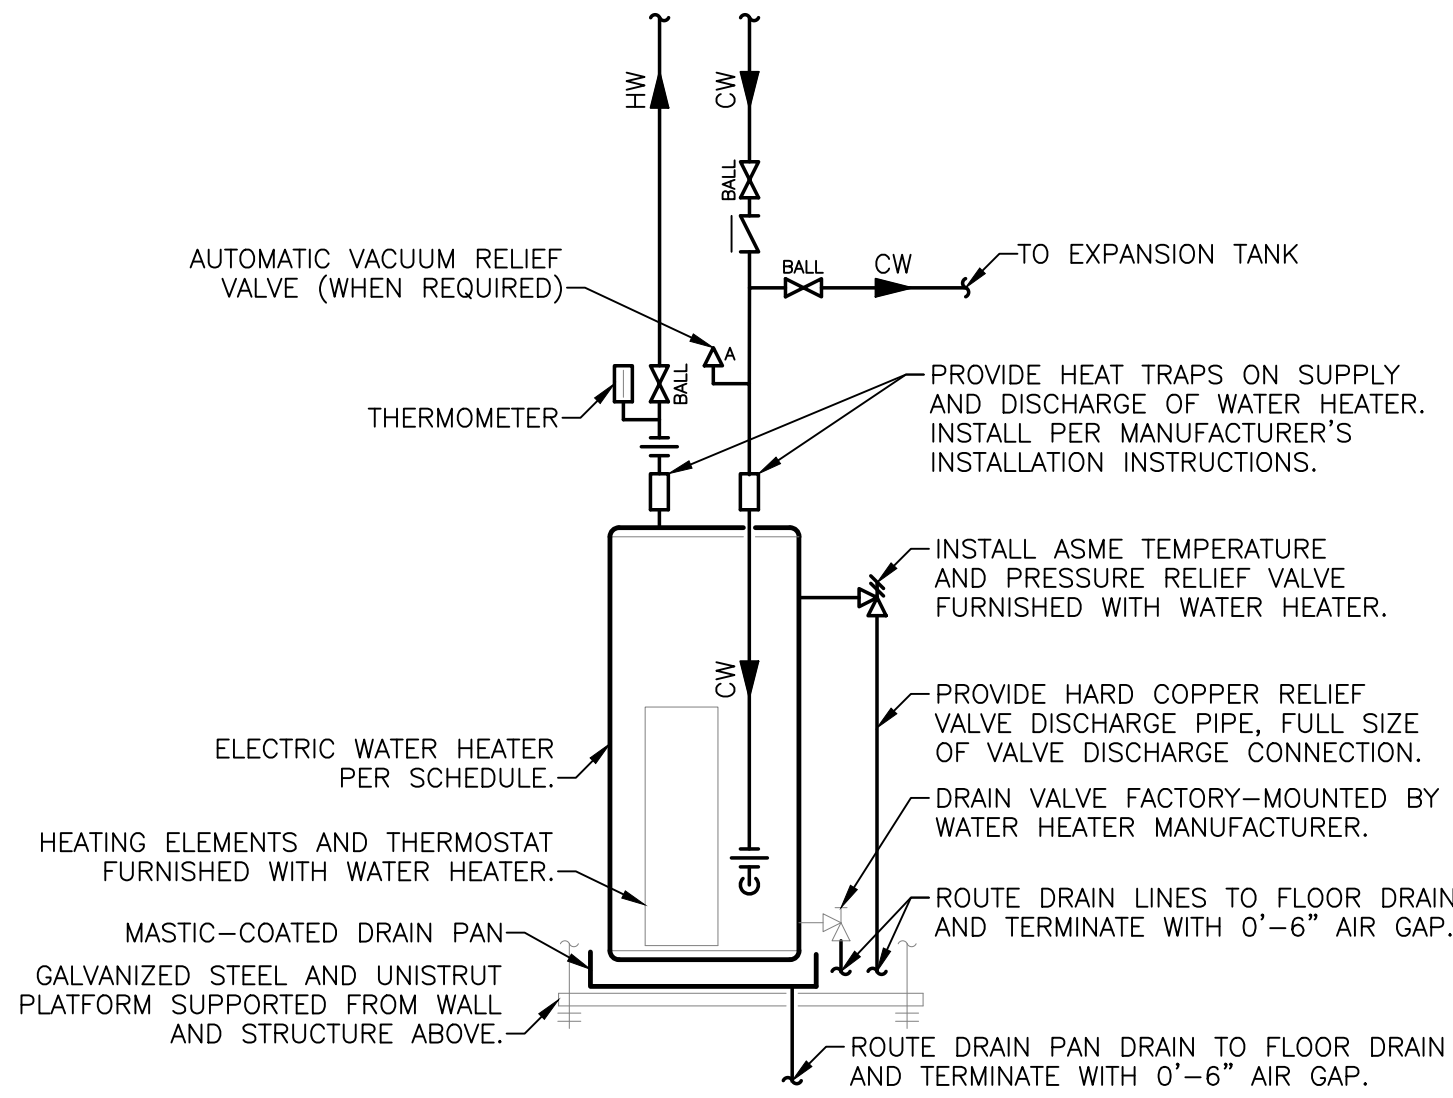 HW
CW
BALL
AUTOMATIC VACUUM RELIEF
VALVE (WHEN REQUIRED)
BALL
CW
TO EXPANSION TANK
A
BALL
THERMOMETER
PROVIDE HEAT TRAPS ON SUPPLY
AND DISCHARGE OF WATER HEATER.
INSTALL PER MANUFACTURER'S
INSTALLATION INSTRUCTIONS.
INSTALL ASME TEMPERATURE
AND PRESSURE RELIEF VALVE
FURNISHED WITH WATER HEATER.
CW
PROVIDE HARD COPPER RELIEF
VALVE DISCHARGE PIPE, FULL SIZE
OF VALVE DISCHARGE CONNECTION.
ELECTRIC WATER HEATER
PER SCHEDULE.
DRAIN VALVE FACTORY-MOUNTED BY
WATER HEATER MANUFACTURER.
HEATING ELEMENTS AND THERMOSTAT
FURNISHED WITH WATER HEATER.
ROUTE DRAIN LINES TO FLOOR DRAIN
AND TERMINATE WITH 0'-6" AIR GAP.
MASTIC-COATED DRAIN PAN
GALVANIZED STEEL AND UNISTRUT
PLATFORM SUPPORTED FROM WALL
AND STRUCTURE ABOVE.
ROUTE DRAIN PAN DRAIN TO FLOOR DRAIN
AND TERMINATE WITH 0'-6" AIR GAP.